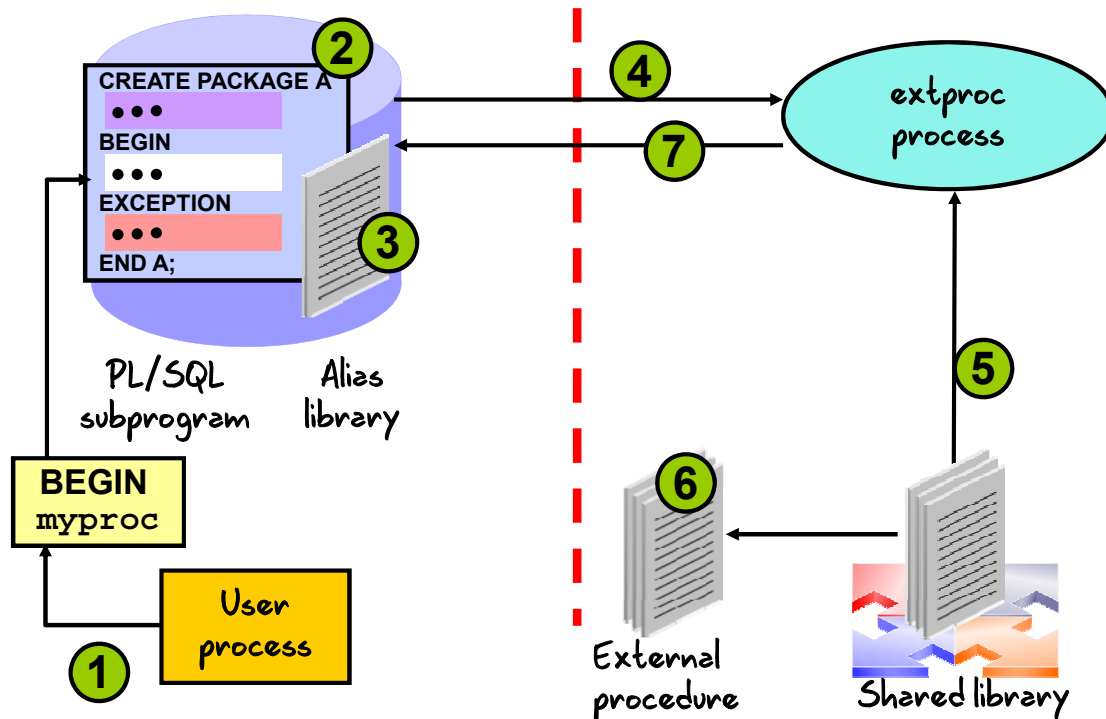 2
CREATE PACKAGE A
•••
BEGIN
•••
EXCEPTION
•••
END A;
3
4
7
extproc
process
PL/SQL
subprogram
Alias
library
5
BEGIN
myproc
6
User
process
1
External
procedure
Shared library